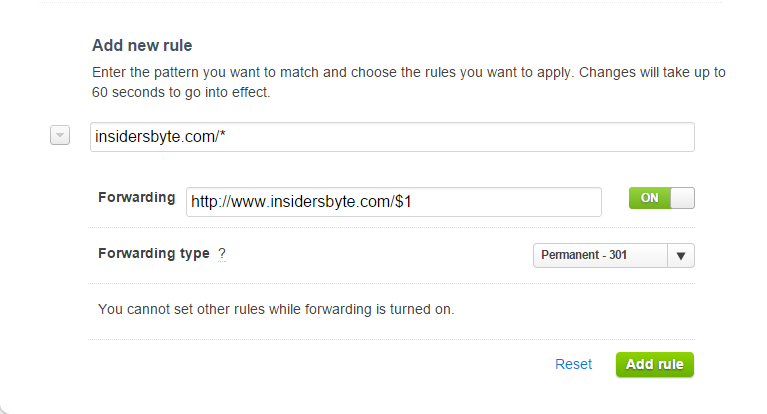 Add new rule
Enter the pattern you want to match and choose the rules you want to apply. Changes will take up to
60 seconds to go into effect.
insidersbyte.com/*
Forwarding http://www.insidersbyte.com/$1 ON
Forwarding type ? Permanent - 301
You cannot set other rules while forwarding is turned on.
Reset Add rule